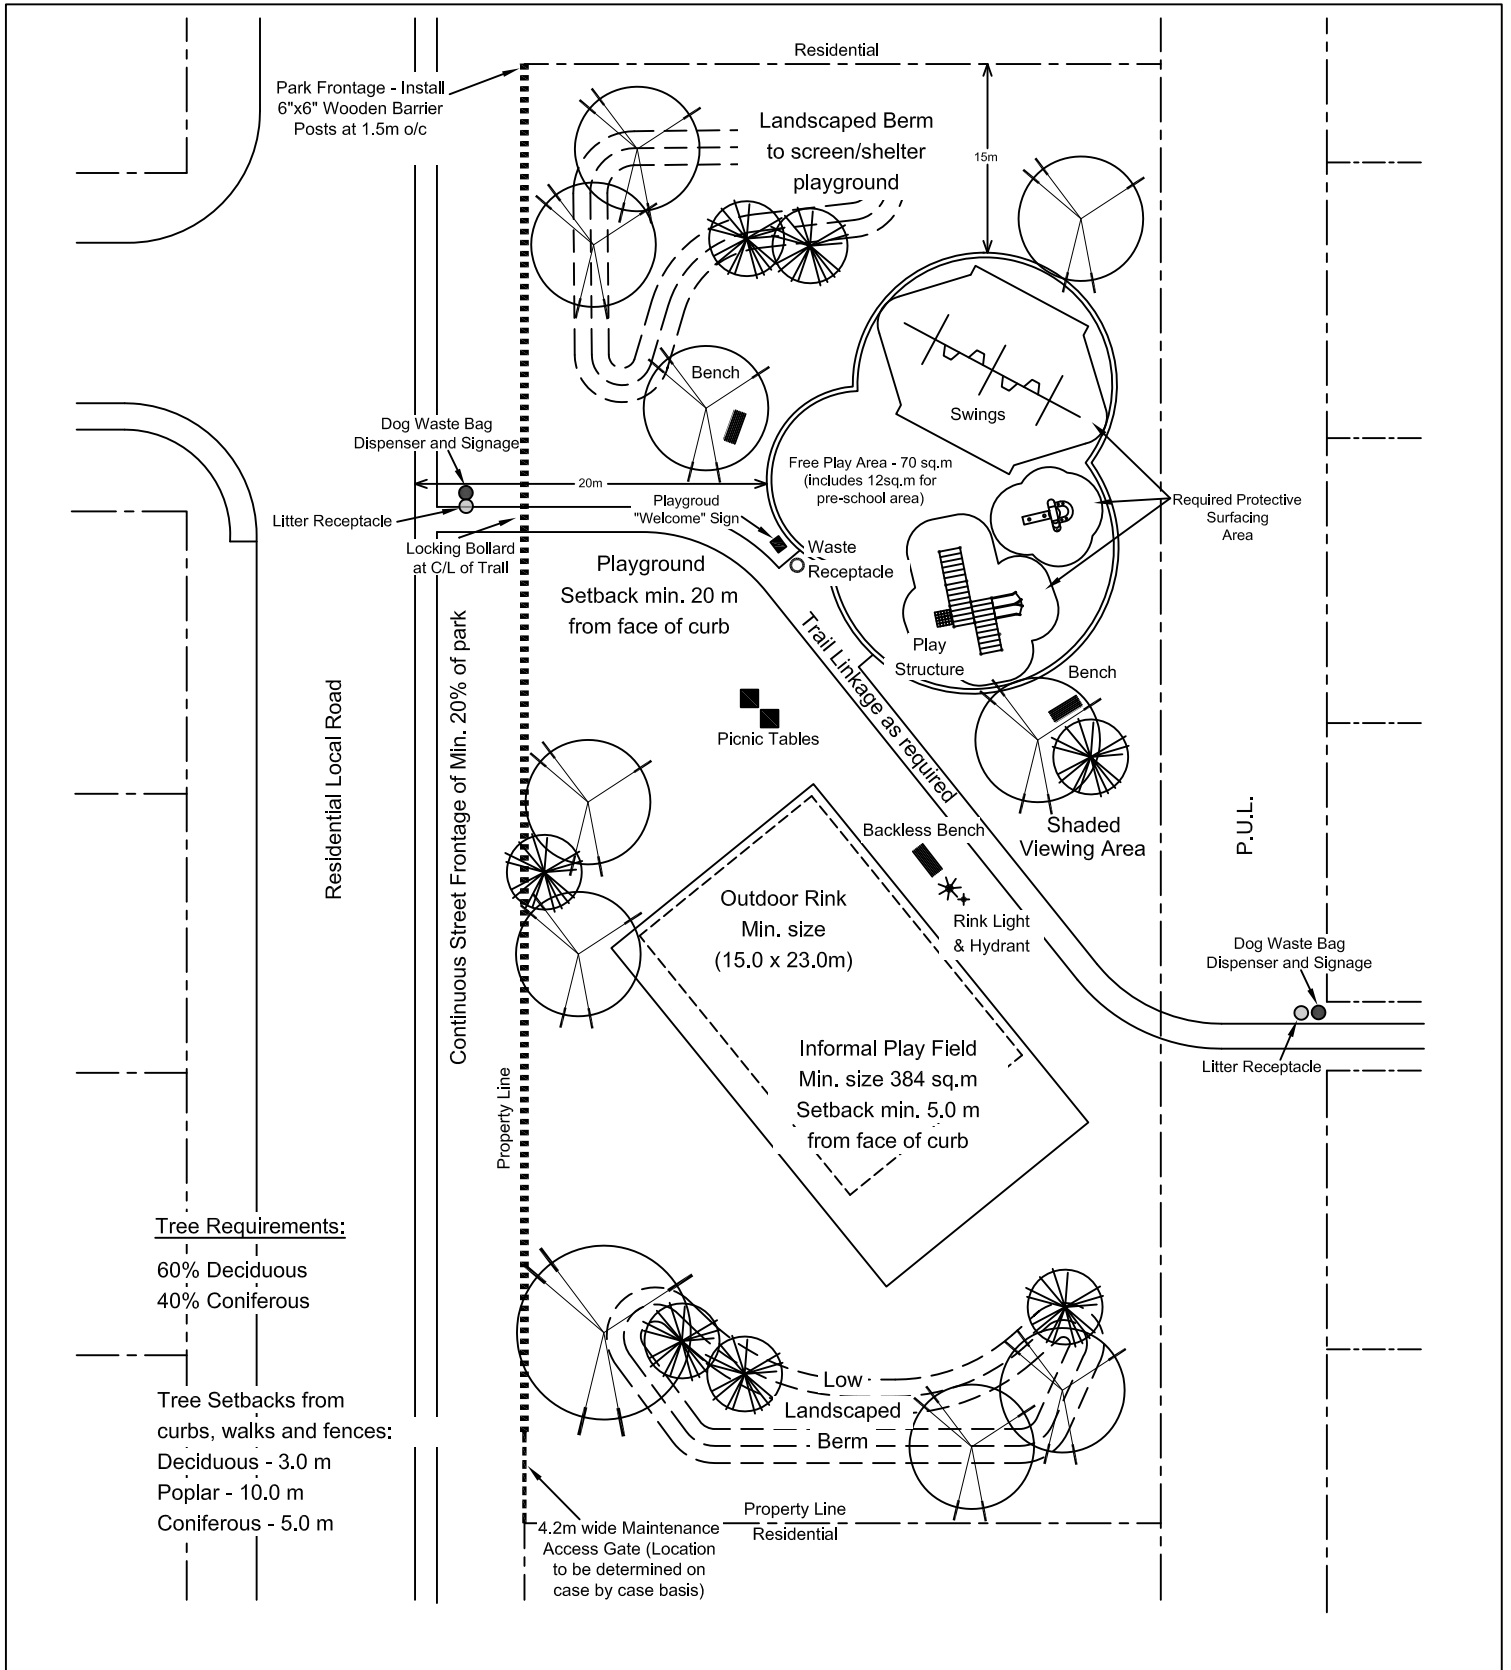 Residential
Park Frontage - Install
6"x6" Wooden Barrier
Posts at 1.5m o/c
Landscaped Berm
to screen/shelter
playground
15m
Bench
Swings
Dog Waste Bag
Dispenser and Signage
20m
Free Play Area - 70 sq.m
(includes 12sq.m for
pre-school area)
Litter Receptacle
Playgroud
"Welcome" Sign
Required Protective
Surfacing
Area
Locking Bollard
at C/L of Trail
Waste
Receptacle
Playground
Setback min. 20 m
from face of curb
Trail Linkage as required
Play
Structure
Bench
Picnic Tables
Residential Local Road
Continuous Street Frontage of Min. 20% of park
Property Line
P.U.L.
Shaded
Viewing Area
Backless Bench
Outdoor Rink
Min. size
(15.0 x 23.0m)
Rink Light
& Hydrant
Dog Waste Bag
Dispenser and Signage
Litter Receptacle
Informal Play Field
Min. size 384 sq.m
Setback min. 5.0 m
from face of curb
Tree Requirements:
60% Deciduous
40% Coniferous
Tree Setbacks from
curbs, walks and fences:
Deciduous - 3.0 m
Poplar - 10.0 m
Coniferous - 5.0 m
Low
Landscaped
Berm
Property Line
Residential
4.2m wide Maintenance
Access Gate (Location
to be determined on
case by case basis)